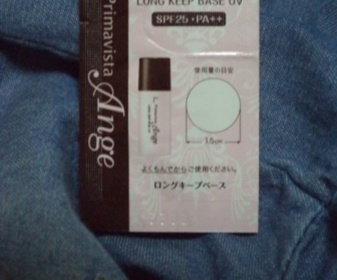 LONG KEEP BASE UV
SPF25・PA++
Primavista
Ange
使用量の目安
1.5cm
よくもんでからご使用ください。
ロングキープベース